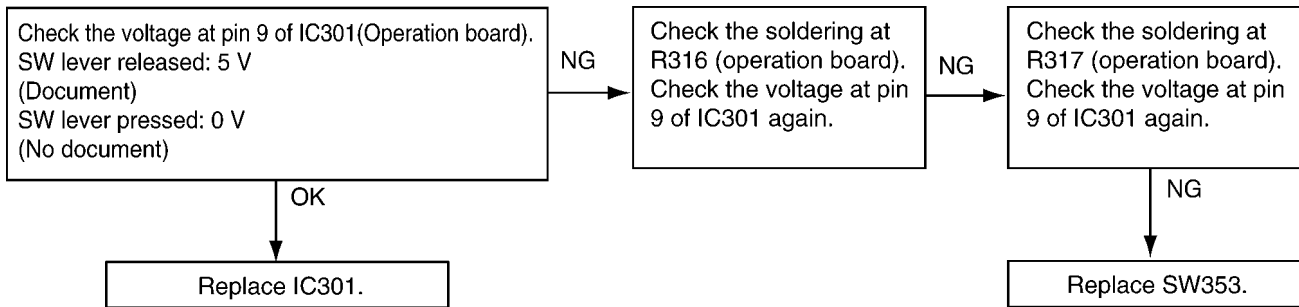 Check the voltage at pin 9 of IC301(Operation board).
SW lever released: 5 V
(Document)
SW lever pressed: 0 V
(No document)
NG
Check the soldering at
R316 (operation board).
Check the voltage at pin
9 of IC301 again.
NG
Check the soldering at
R317 (operation board).
Check the voltage at pin
9 of IC301 again.
OK
NG
Replace IC301.
Replace SW353.